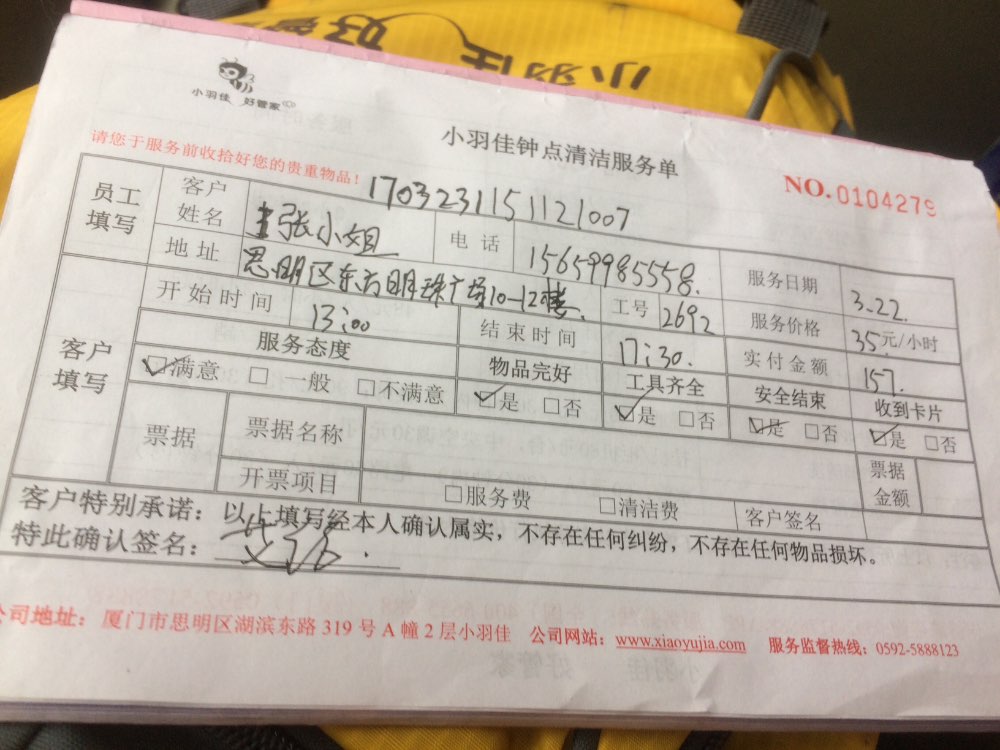 好管 小羽佳
小羽佳 好管家
小羽佳钟点清洁服务单
请您于服务前收拾好您的贵重物品！
NO.0104279
1703231151121007
员工填写 客户姓名 张小姐 电话 15659985558. 服务日期 3.22.
地址 思明区东方明珠广场10-12楼. 工号 2692 服务价格 35元/小时
客户填写 开始时间 13:00 结束时间 17:30. 实付金额 157.
服务态度 物品完好 工具齐全 安全结束 收到卡片
☑满意 □一般 □不满意 ☑是 □否 ☑是 □否 ☑是 □否 ☑是 □否
票据 票据名称 票据金额
开票项目 □服务费 □清洁费 客户签名
客户特别承诺：以上填写经本人确认属实，不存在任何纠纷，不存在任何物品损坏。
特此确认签名：
公司地址：厦门市思明区湖滨东路 319 号 A 幢 2 层小羽佳 公司网站：www.xiaoyujia.com 服务监督热线：0592-5888123